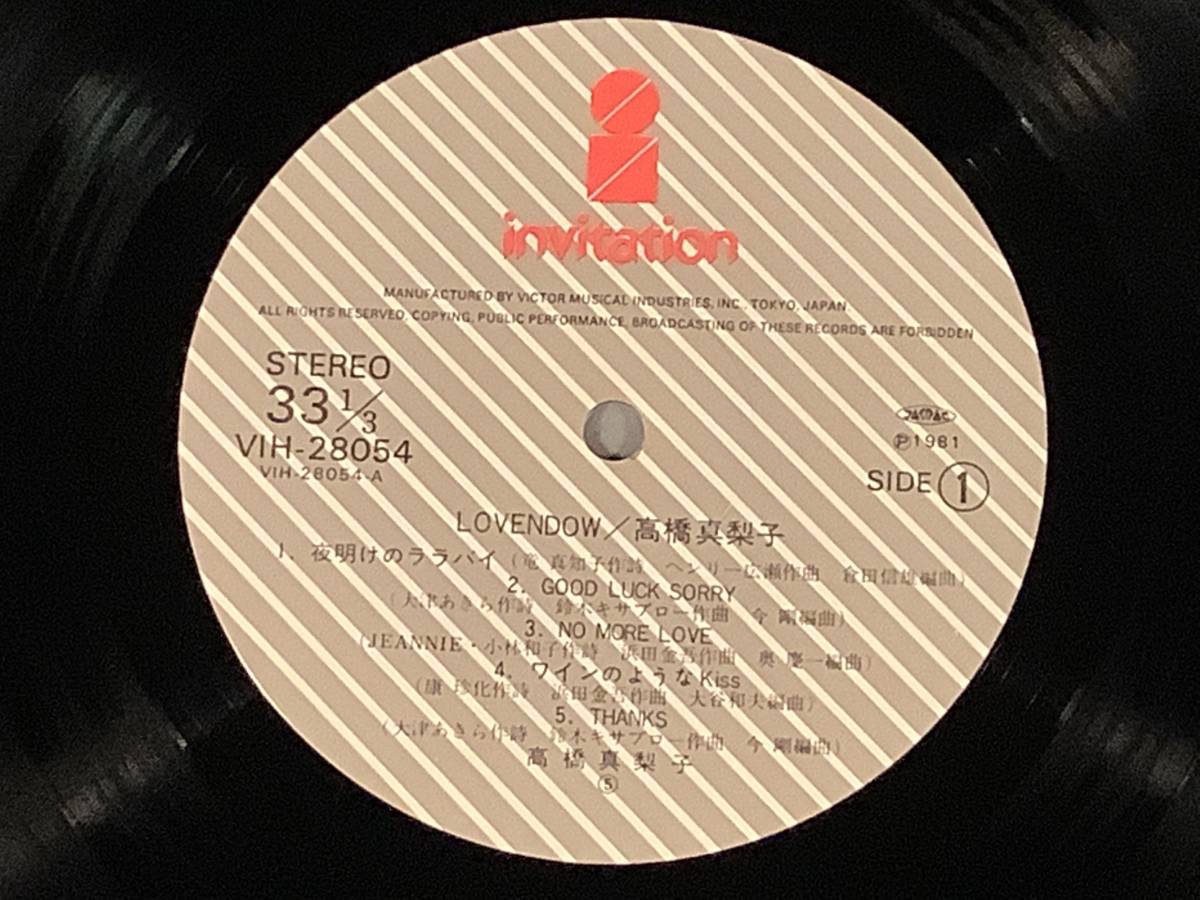 invitation
MANUFACTURED BY VICTOR MUSICAL INDUSTRIES, INC., TOKYO, JAPAN
ALL RIGHTS RESERVED, COPYING, PUBLIC PERFORMANCE, BROADCASTING OF THESE RECORDS ARE FORBIDDEN
STEREO
33 1/3
VIH-28054
VIH-28054-A
JASRAC
Ⓟ1981
SIDE ①
LOVENDOW/高橋真梨子
1. 夜明けのララバイ(竜 真知子作詩 ヘンリー広瀬作曲 倉田信雄編曲)
2. GOOD LUCK SORRY
(大津あきら作詩 鈴木キサブロー作曲 今 剛編曲)
3. NO MORE LOVE
(JEANNIE・小林和子作詩 浜田金吾作曲 奥 慶一編曲)
4. ワインのようなKiss
(康 珍化作詩 浜田金吾作曲 大谷和夫編曲)
5. THANKS
(大津あきら作詩 鈴木キサブロー作曲 今 剛編曲)
高橋真梨子
⑤